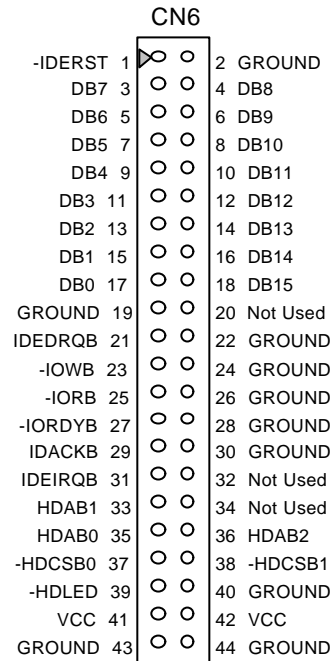 CN6
-IDERST 1 2 GROUND
DB7 3 4 DB8
DB6 5 6 DB9
DB5 7 8 DB10
DB4 9 10 DB11
DB3 11 12 DB12
DB2 13 14 DB13
DB1 15 16 DB14
DB0 17 18 DB15
GROUND 19 20 Not Used
IDEDRQB 21 22 GROUND
-IOWB 23 24 GROUND
-IORB 25 26 GROUND
-IORDYB 27 28 GROUND
IDACKB 29 30 GROUND
IDEIRQB 31 32 Not Used
HDAB1 33 34 Not Used
HDAB0 35 36 HDAB2
-HDCSB0 37 38 -HDCSB1
-HDLED 39 40 GROUND
VCC 41 42 VCC
GROUND 43 44 GROUND